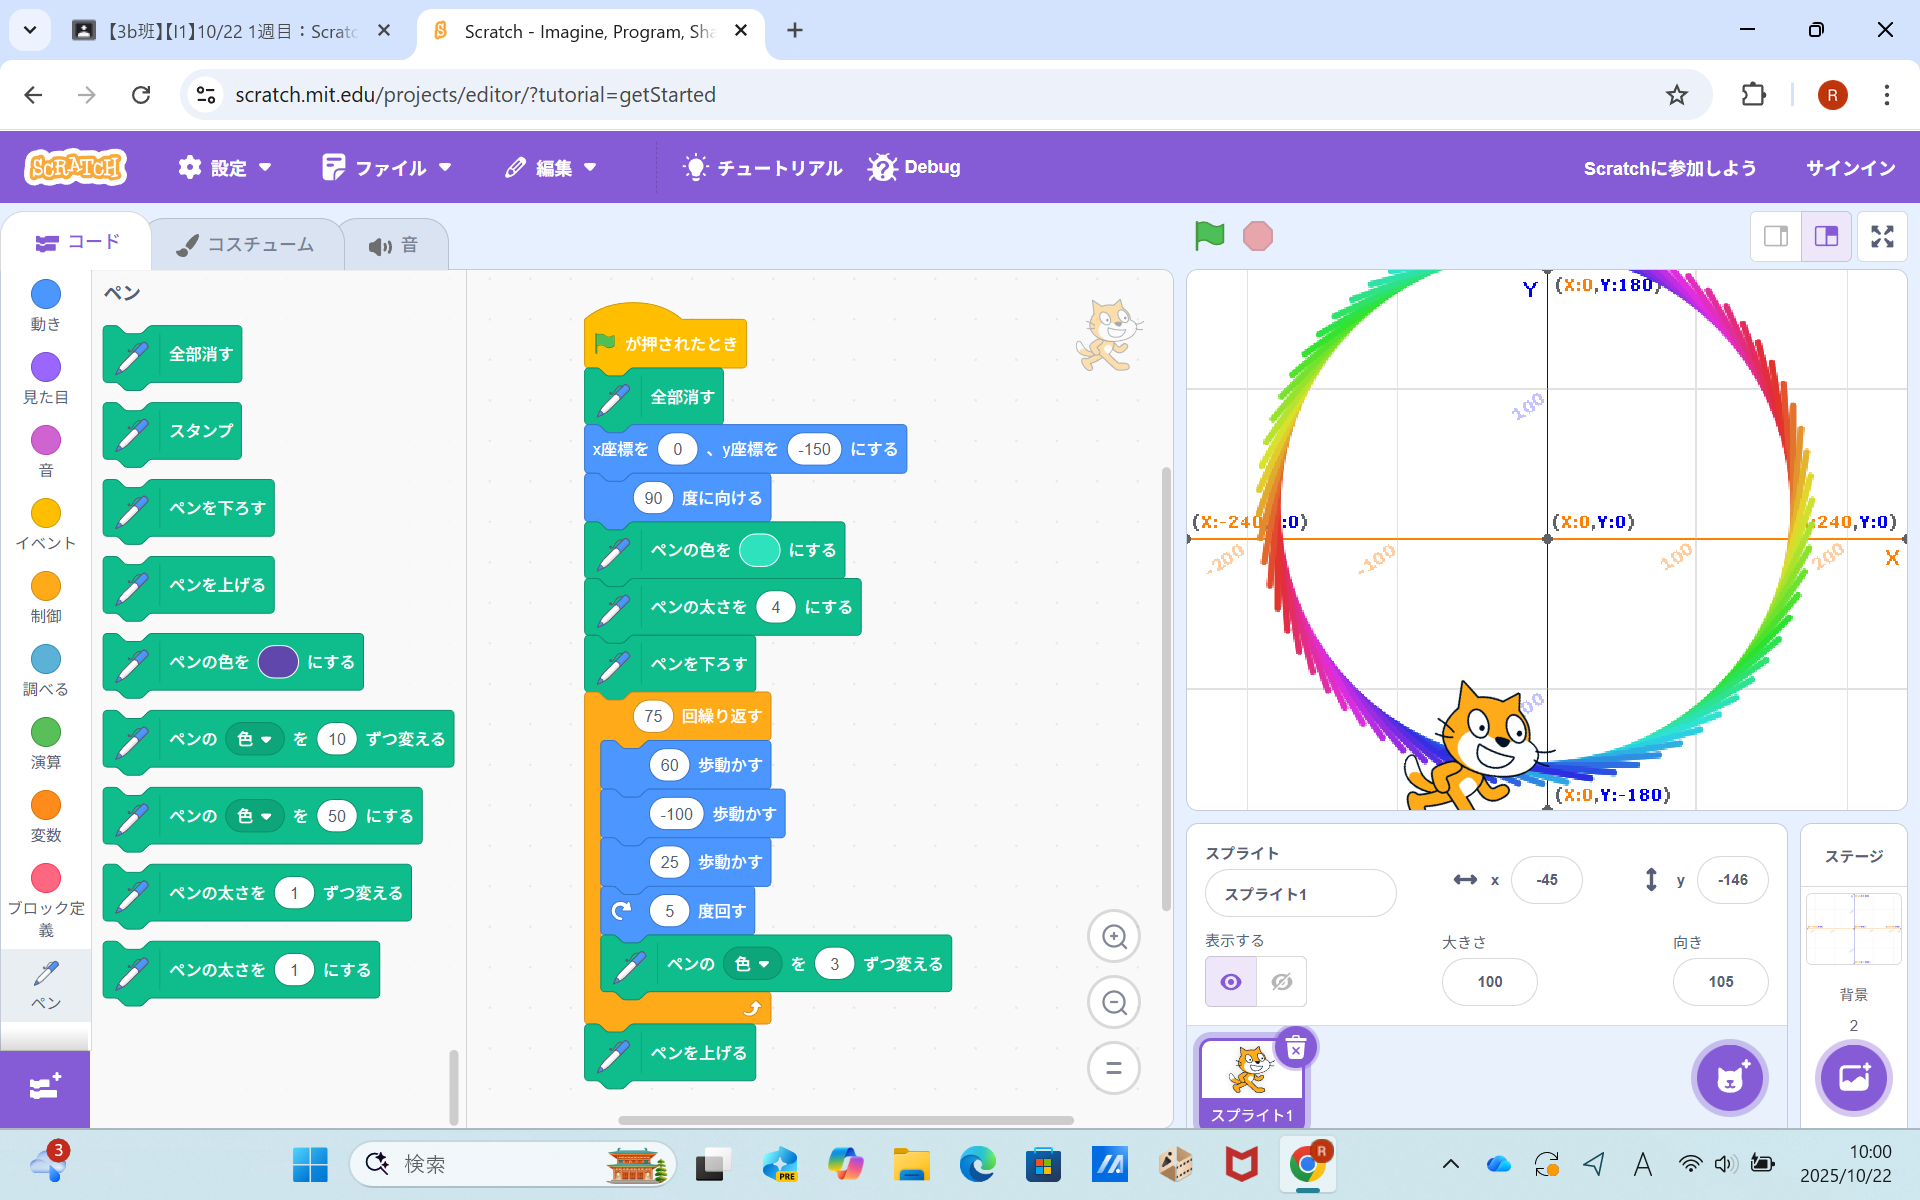 【3b班】【I1】10/22 1週目：Scratc
Scratch - Imagine, Program, Sha
scratch.mit.edu/projects/editor/?tutorial=getStarted
R
SCRATCH
設定
ファイル
編集
チュートリアル
Debug
Scratchに参加しよう
サインイン
コード
コスチューム
音
動き
見た目
音
イベント
制御
調べる
演算
変数
ブロック定義
ペン
ペン
全部消す
スタンプ
ペンを下ろす
ペンを上げる
ペンの色を にする
ペンの 色 を 10 ずつ変える
ペンの 色 を 50 にする
ペンの太さを 1 ずつ変える
ペンの太さを 1 にする
が押されたとき
全部消す
x座標を 0 、y座標を -150 にする
90 度に向ける
ペンの色を にする
ペンの太さを 4 にする
ペンを下ろす
75 回繰り返す
60 歩動かす
-100 歩動かす
25 歩動かす
5 度回す
ペンの 色 を 3 ずつ変える
ペンを上げる
Y
(X:0,Y:180)
100
(X:-240 :0)
(X:0,Y:0)
:240,Y:0)
-200
-100
100
200
X
00
(X:0,Y:-180)
スプライト
スプライト1
x
-45
y
-146
表示する
大きさ
100
向き
105
スプライト1
ステージ
背景
2
3
検索
PRE
R
A
10:00
2025/10/22